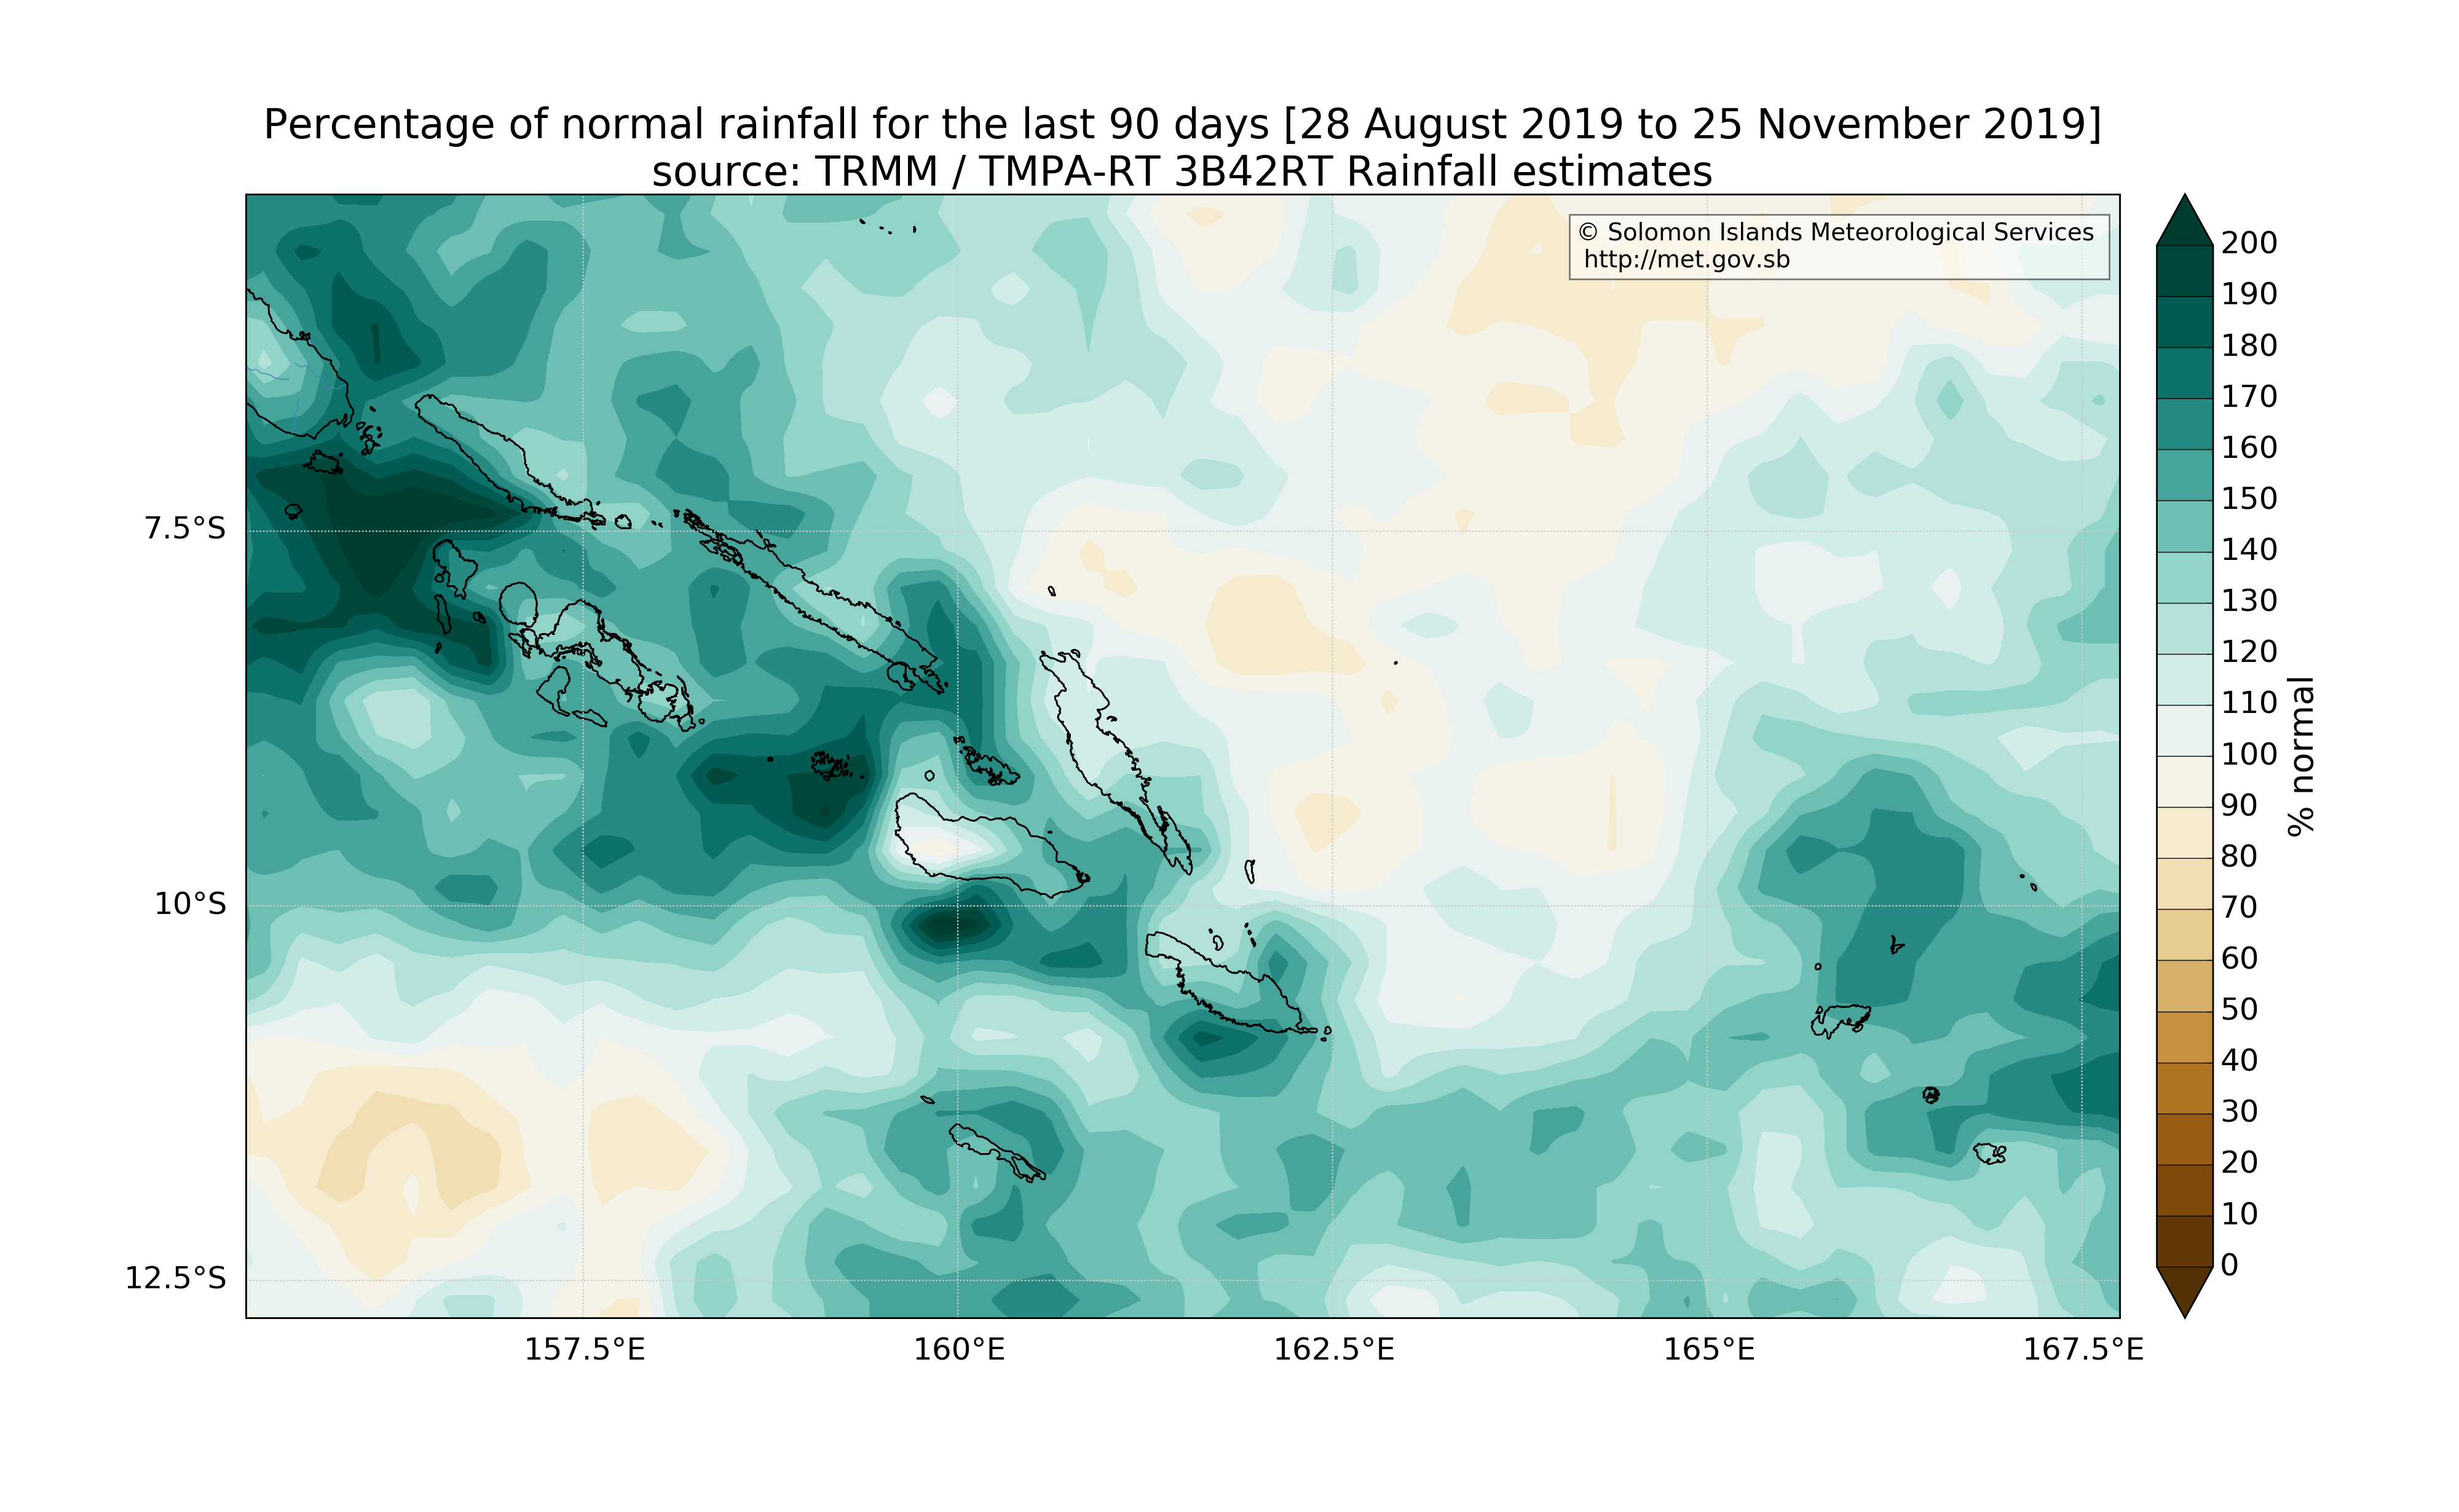 Percentage of normal rainfall for the last 90 days [28 August 2019 to 25 November 2019]
source: TRMM / TMPA-RT 3B42RT Rainfall estimates
© Solomon Islands Meteorological Services
http://met.gov.sb
7.5°S
10°S
12.5°S
157.5°E
160°E
162.5°E
165°E
167.5°E
200
190
180
170
160
150
140
130
120
110
100
90
80
70
60
50
40
30
20
10
0
% normal